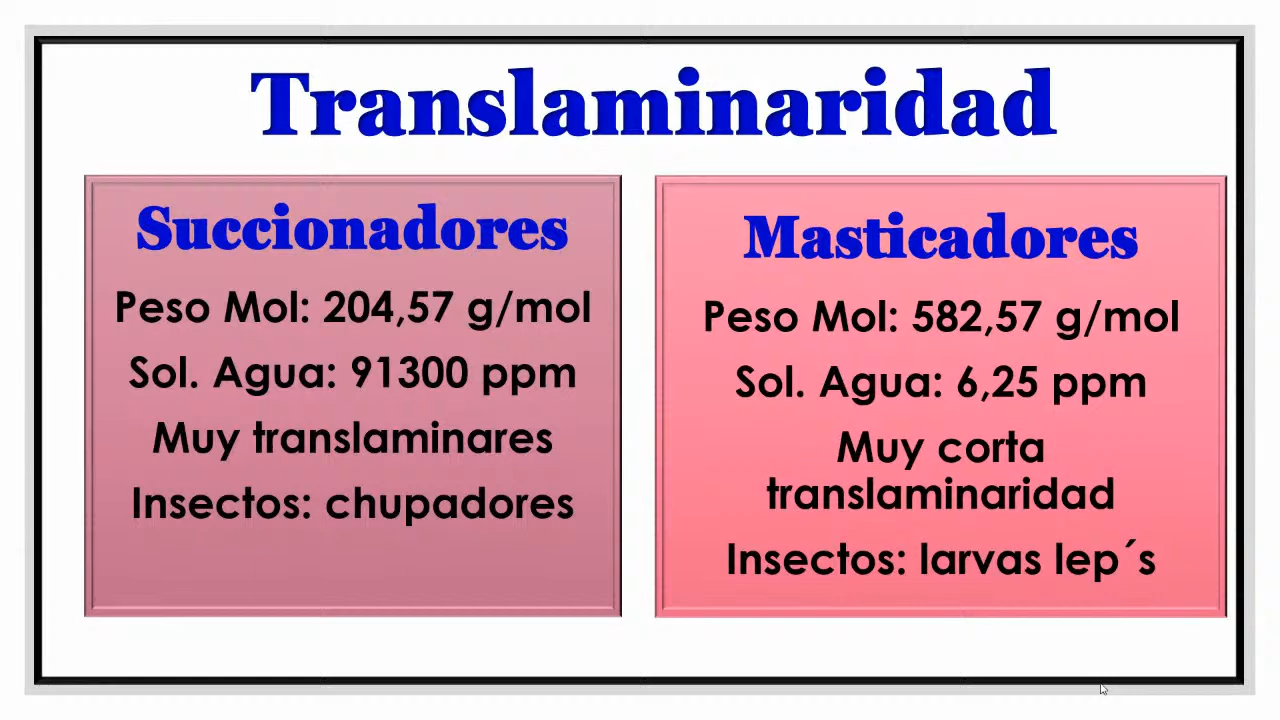 Translaminaridad
Succionadores
Peso Mol: 204,57 g/mol
Sol. Agua: 91300 ppm
Muy translaminares
Insectos: chupadores
Masticadores
Peso Mol: 582,57 g/mol
Sol. Agua: 6,25 ppm
Muy corta
translaminaridad
Insectos: larvas lep´s